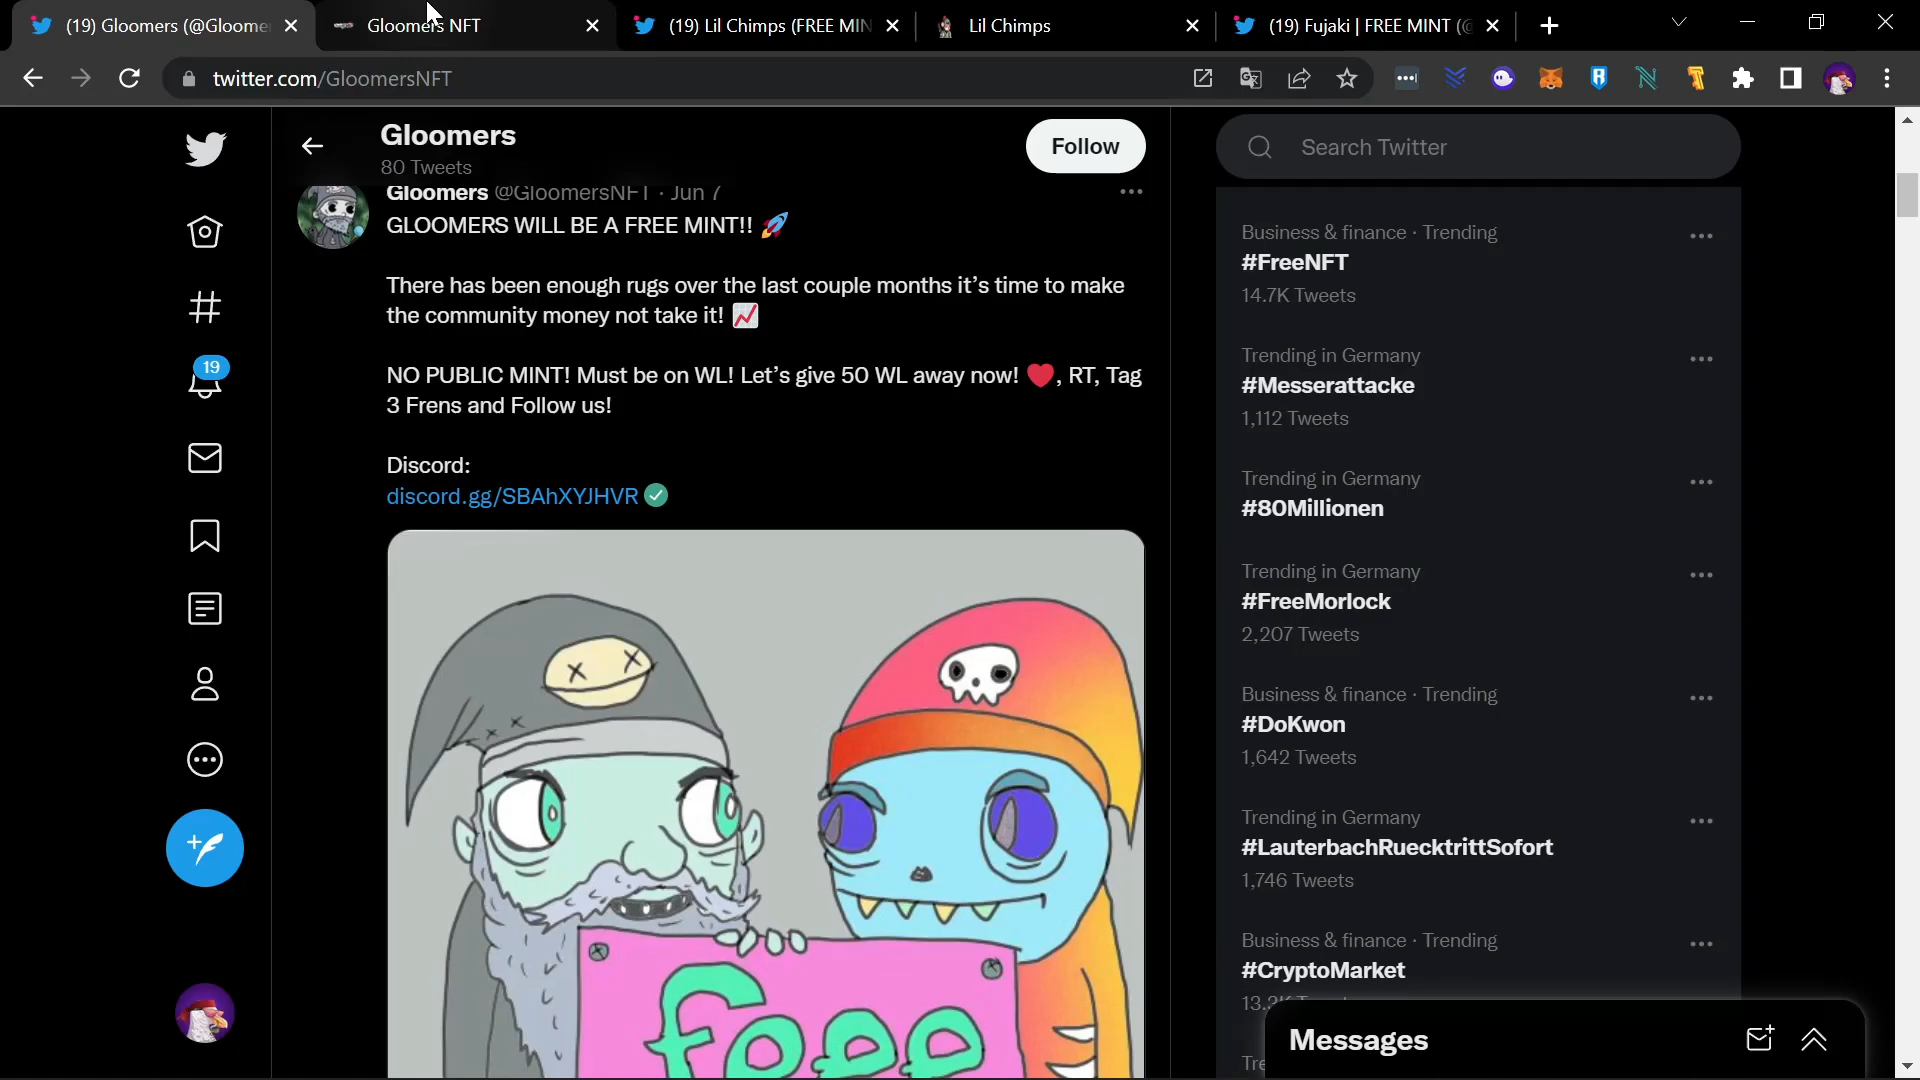 (19) Gloomers (@Gloome
Gloomers NFT
(19) Lil Chimps (FREE MIN
Lil Chimps
(19) Fujaki | FREE MINT (@
twitter.com/GloomersNFT
Gloomers
80 Tweets
Follow
Search Twitter
Gloomers @GloomersNFT · Jun 7
GLOOMERS WILL BE A FREE MINT!! 🚀
There has been enough rugs over the last couple months it’s time to make
the community money not take it! 📈
NO PUBLIC MINT! Must be on WL! Let’s give 50 WL away now! ❤️, RT, Tag
3 Frens and Follow us!
Discord:
discord.gg/SBAhXYJHVR ✅
free
19
Business & finance · Trending
#FreeNFT
14.7K Tweets
Trending in Germany
#Messerattacke
1,112 Tweets
Trending in Germany
#80Millionen
Trending in Germany
#FreeMorlock
2,207 Tweets
Business & finance · Trending
#DoKwon
1,642 Tweets
Trending in Germany
#LauterbachRuecktrittSofort
1,746 Tweets
Business & finance · Trending
#CryptoMarket
Messages